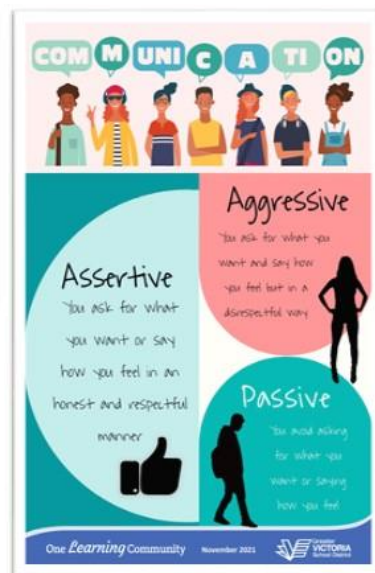 COMMUNICATION
Assertive
You ask for what
you want or say
how you feel in an
honest and respectful
manner
Aggressive
You ask for what you
want and say how
you feel but in a
disrespectful way
Passive
You avoid asking
for what you
want or saying
how you feel
One Learning Community November 2021
Greater
VICTORIA
School District